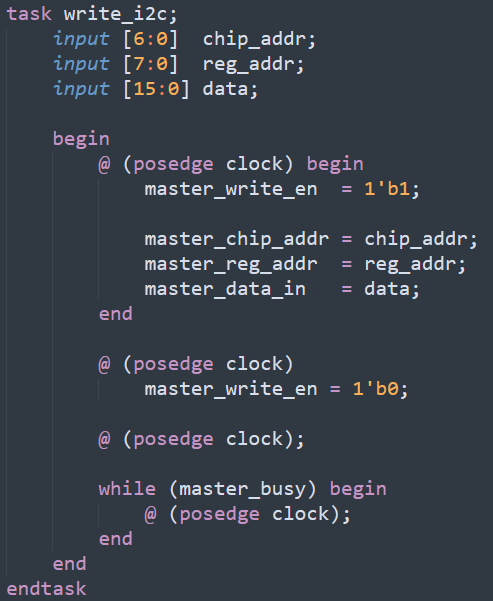 task write_i2c;
    input [6:0]  chip_addr;
    input [7:0]  reg_addr;
    input [15:0] data;

    begin
        @ (posedge clock) begin
            master_write_en  = 1'b1;

            master_chip_addr = chip_addr;
            master_reg_addr  = reg_addr;
            master_data_in   = data;
        end

        @ (posedge clock)
            master_write_en = 1'b0;

        @ (posedge clock);

        while (master_busy) begin
            @ (posedge clock);
        end
    end
endtask